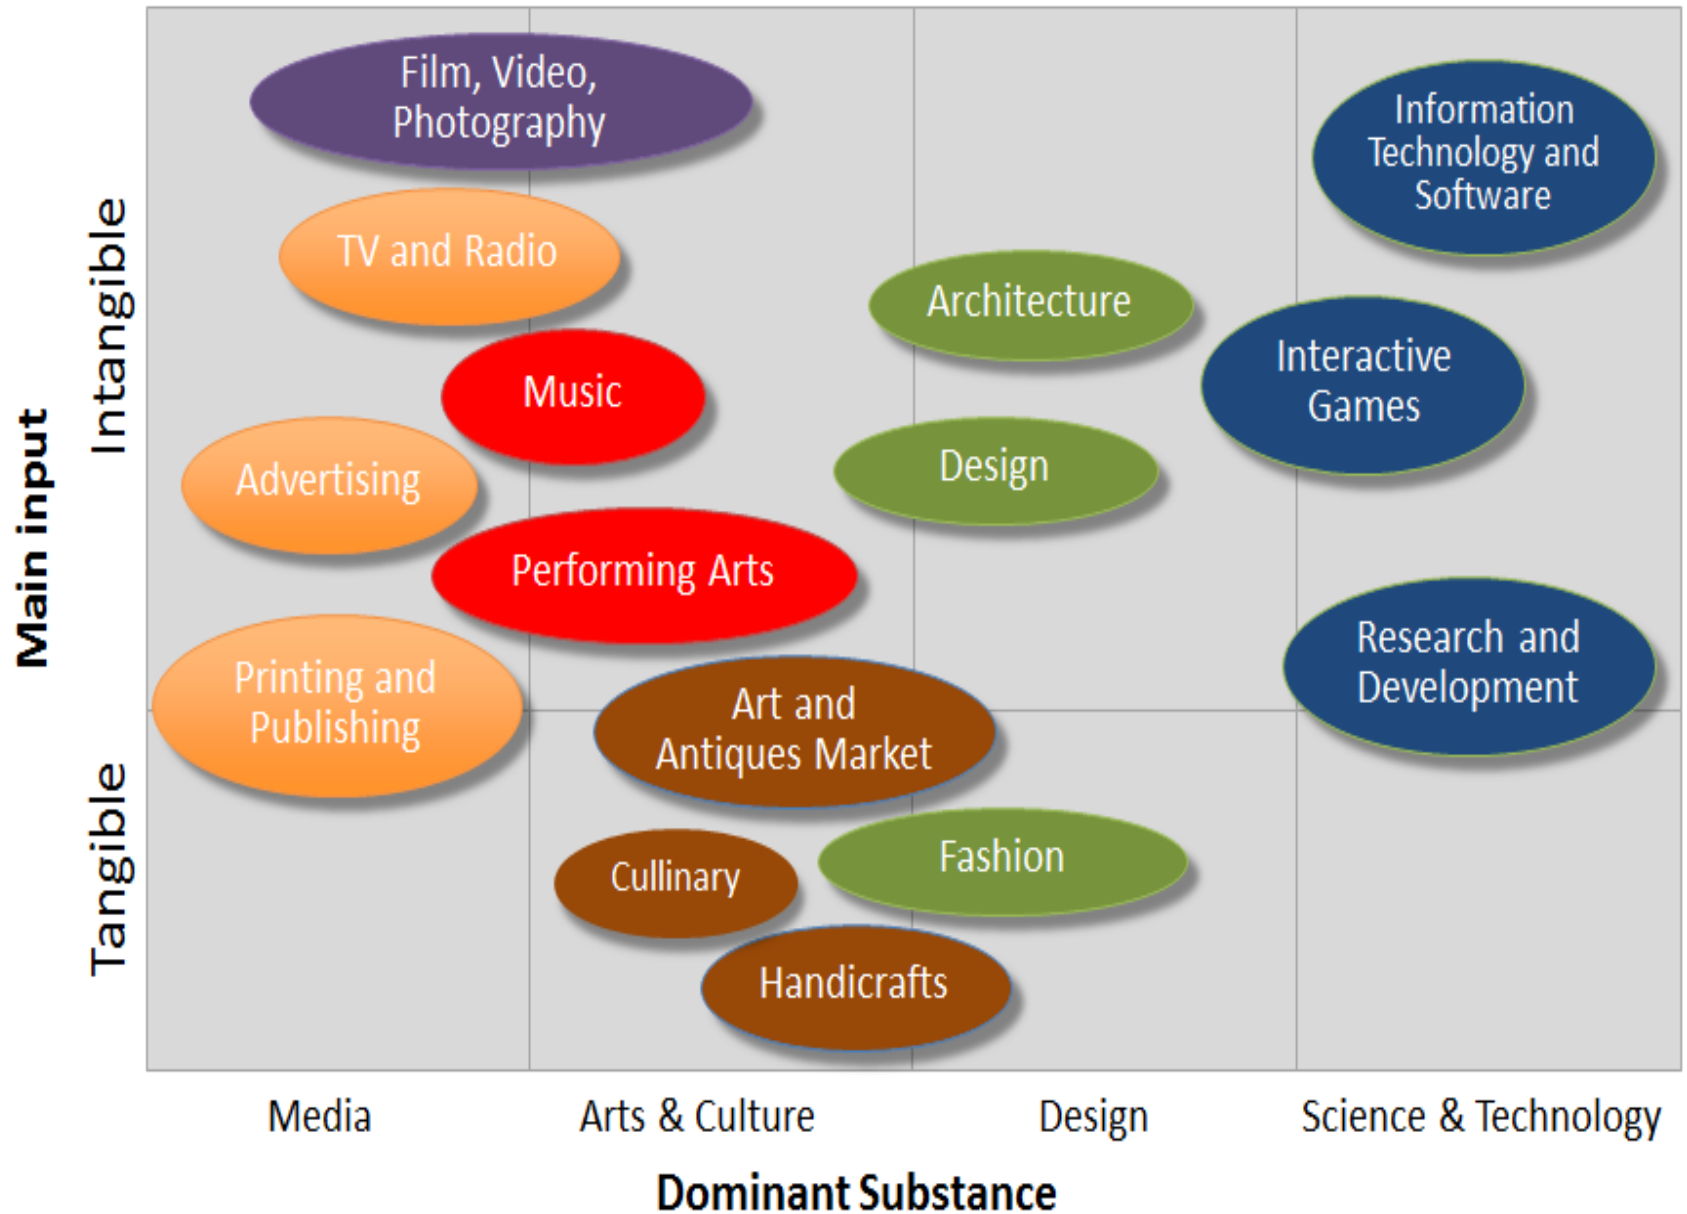 Film, Video,
Photography
Information
Technology and
Software
TV and Radio
Architecture
Interactive
Games
Music
Design
Advertising
Performing Arts
Research and
Development
Printing and
Publishing
Art and
Antiques Market
Fashion
Cullinary
Handicrafts
Main input
Intangible
Tangible
Media
Arts & Culture
Design
Science & Technology
Dominant Substance